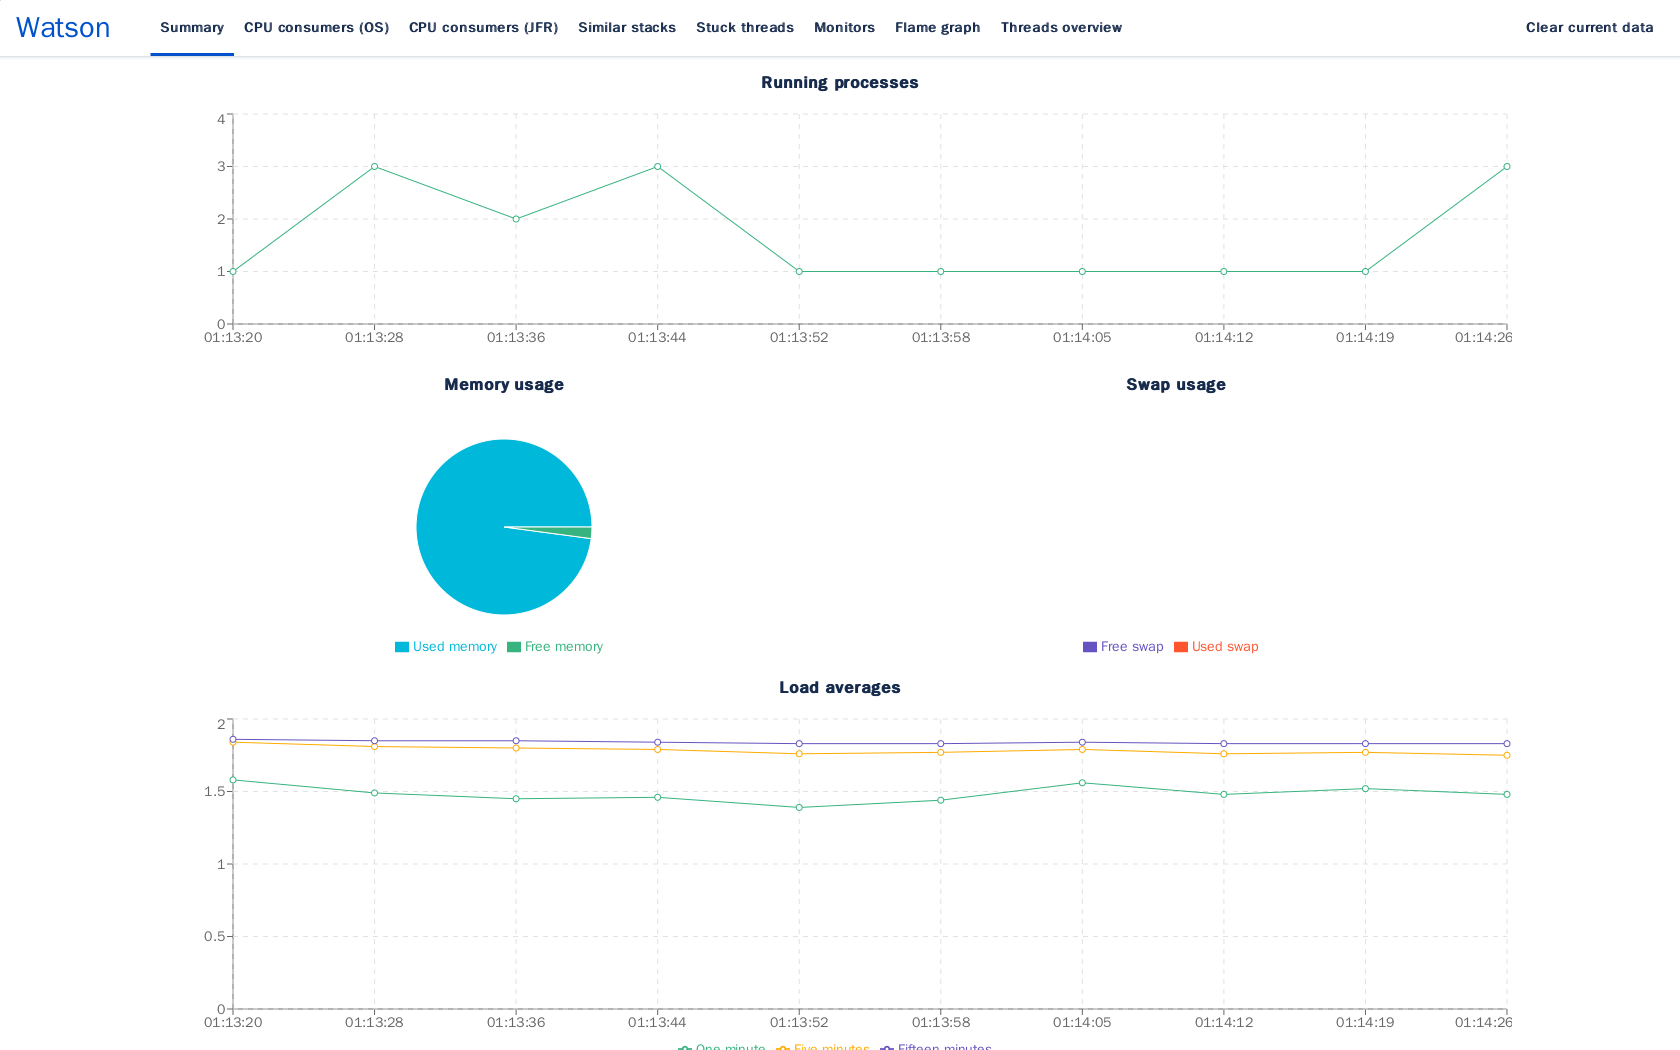 Watson Summary CPU consumers (OS) CPU consumers (JFR) Similar stacks Stuck threads Monitors Flame graph Threads overview Clear current data
Running processes
4
3
2
1
0
01:13:20 01:13:28 01:13:36 01:13:44 01:13:52 01:13:58 01:14:05 01:14:12 01:14:19 01:14:26
Memory usage Swap usage
Used memory Free memory Free swap Used swap
Load averages
2
1.5
1
0.5
0
01:13:20 01:13:28 01:13:36 01:13:44 01:13:52 01:13:58 01:14:05 01:14:12 01:14:19 01:14:26
One minute Five minutes Fifteen minutes